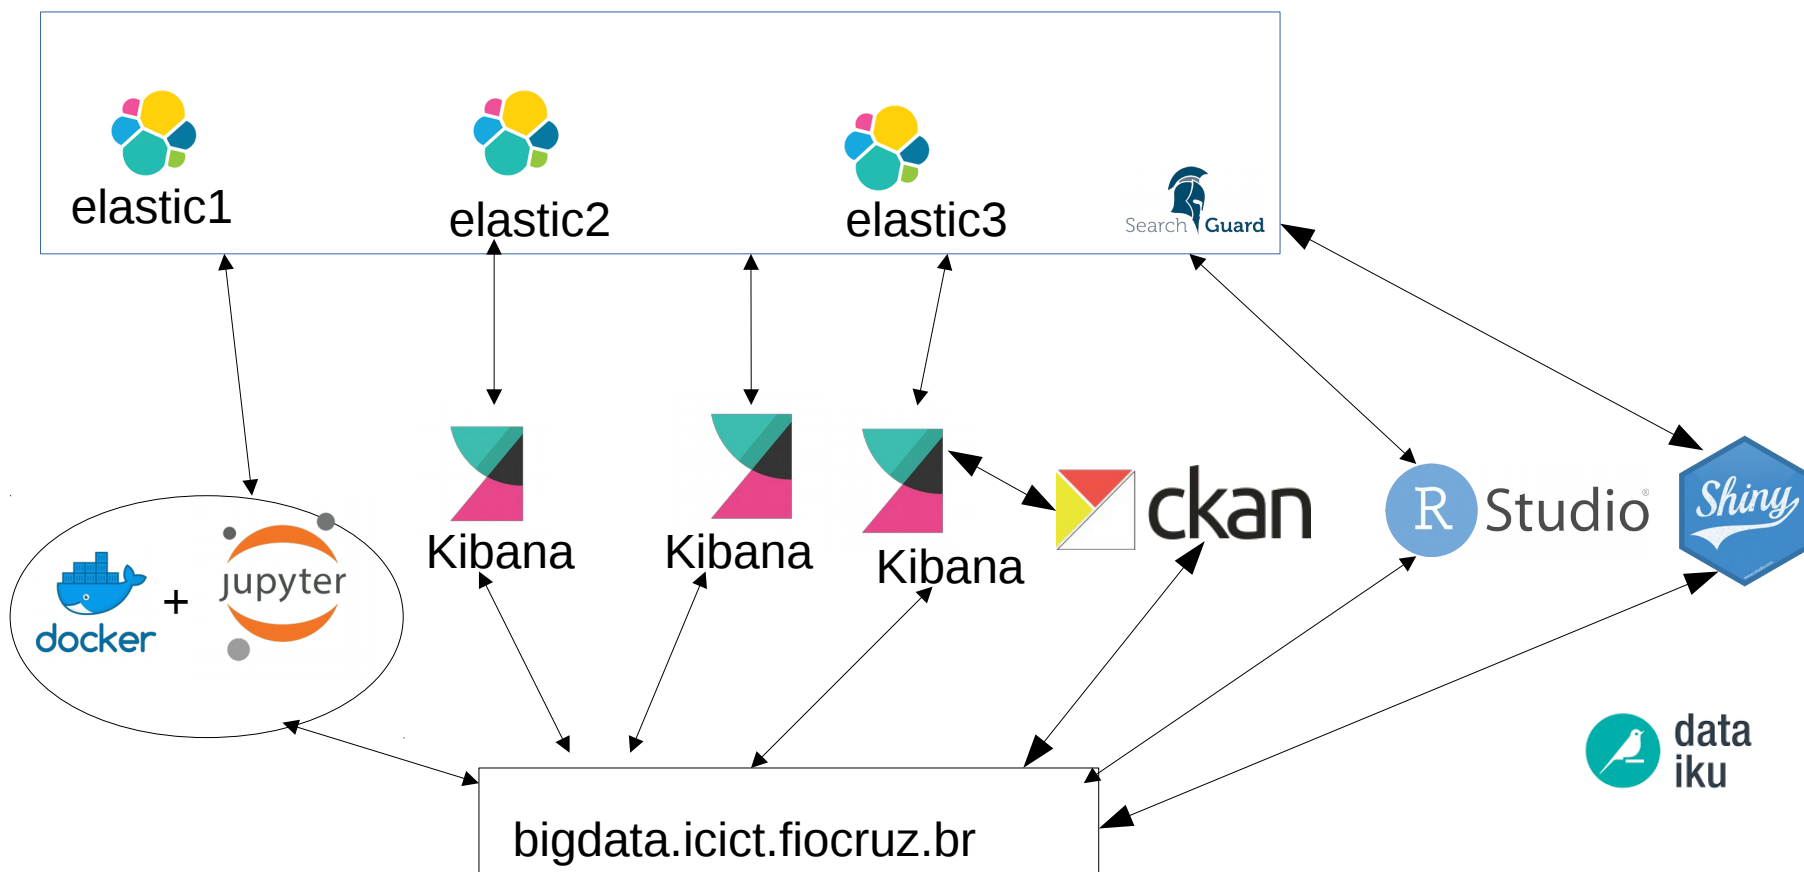 elastic1
elastic2
elastic3
Search Guard
Kibana
Kibana
Kibana
ckan
R Studio®
Shiny
docker
+
jupyter
data
iku
bigdata.icict.fiocruz.br